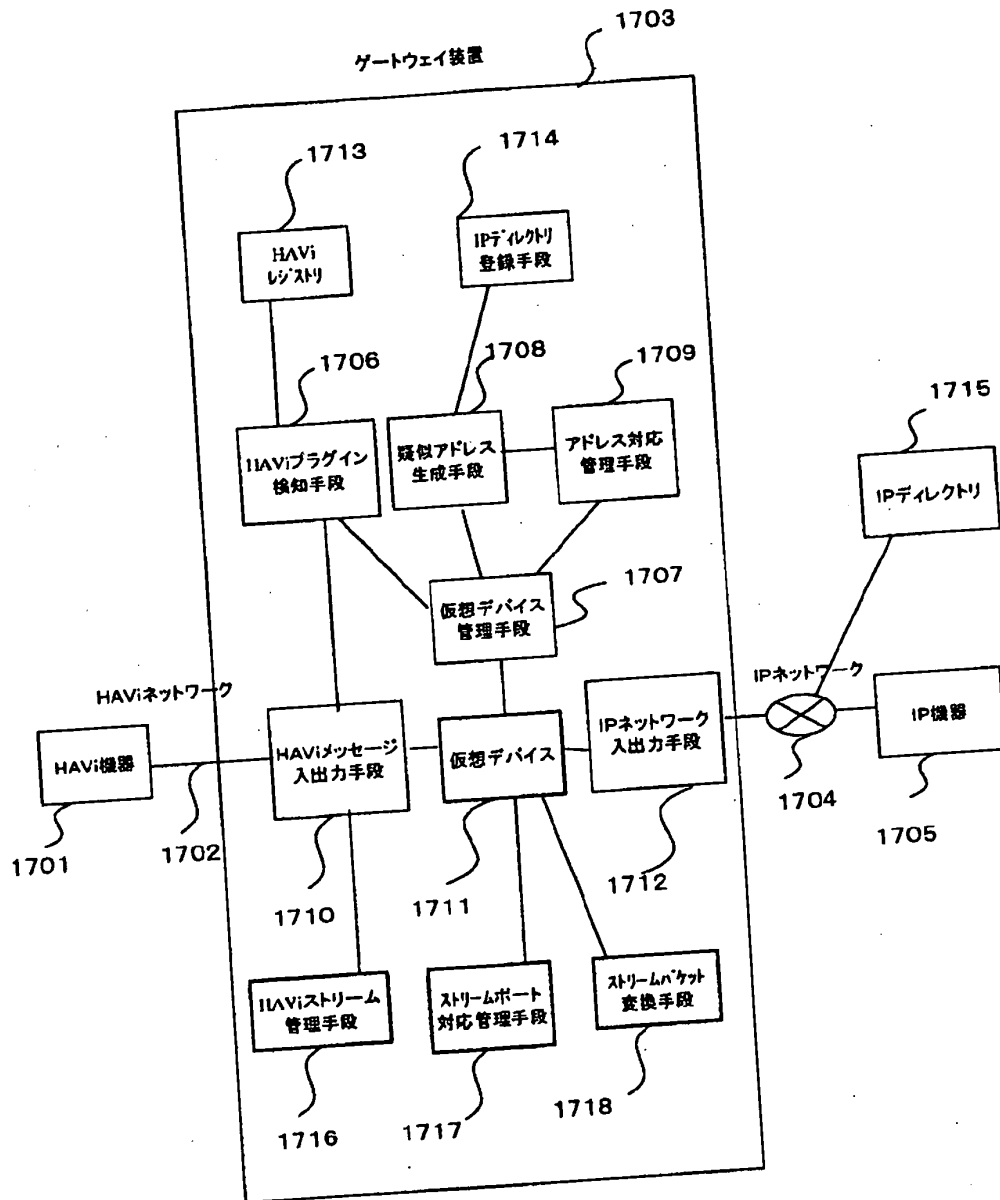 1703
ゲートウェイ装置
1713
1714
HAVi
レジストリ
IPディレクトリ
登録手段
1706
1708
1709
1715
HAViプラグイン
検知手段
疑似アドレス
生成手段
アドレス対応
管理手段
IPディレクトリ
1707
仮想デバイス
管理手段
HAViネットワーク
IPネットワーク
HAVi機器
HAViメッセージ
入出力手段
仮想デバイス
IPネットワーク
入出力手段
IP機器
1701
1702
1710
1711
1712
1704
1705
HAViストリーム
管理手段
ストリームポート
対応管理手段
ストリームパケット
変換手段
1716
1717
1718